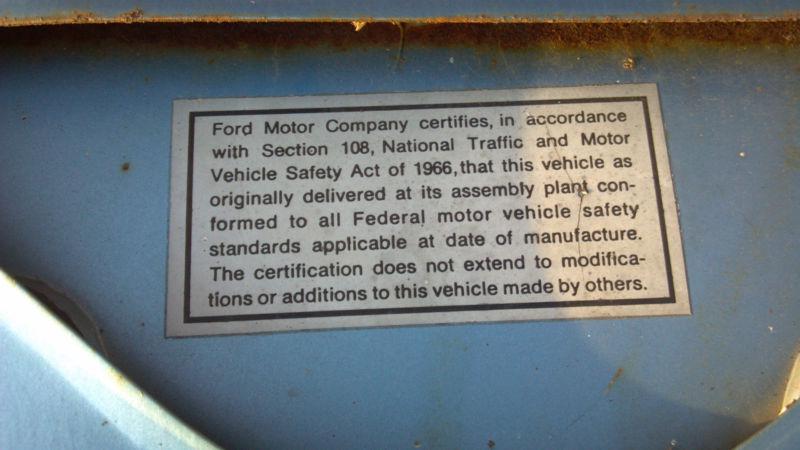 Ford Motor Company certifies, in accordance
with Section 108, National Traffic and Motor
Vehicle Safety Act of 1966, that this vehicle as
originally delivered at its assembly plant con-
formed to all Federal motor vehicle safety
standards applicable at date of manufacture.
The certification does not extend to modifica-
tions or additions to this vehicle made by others.